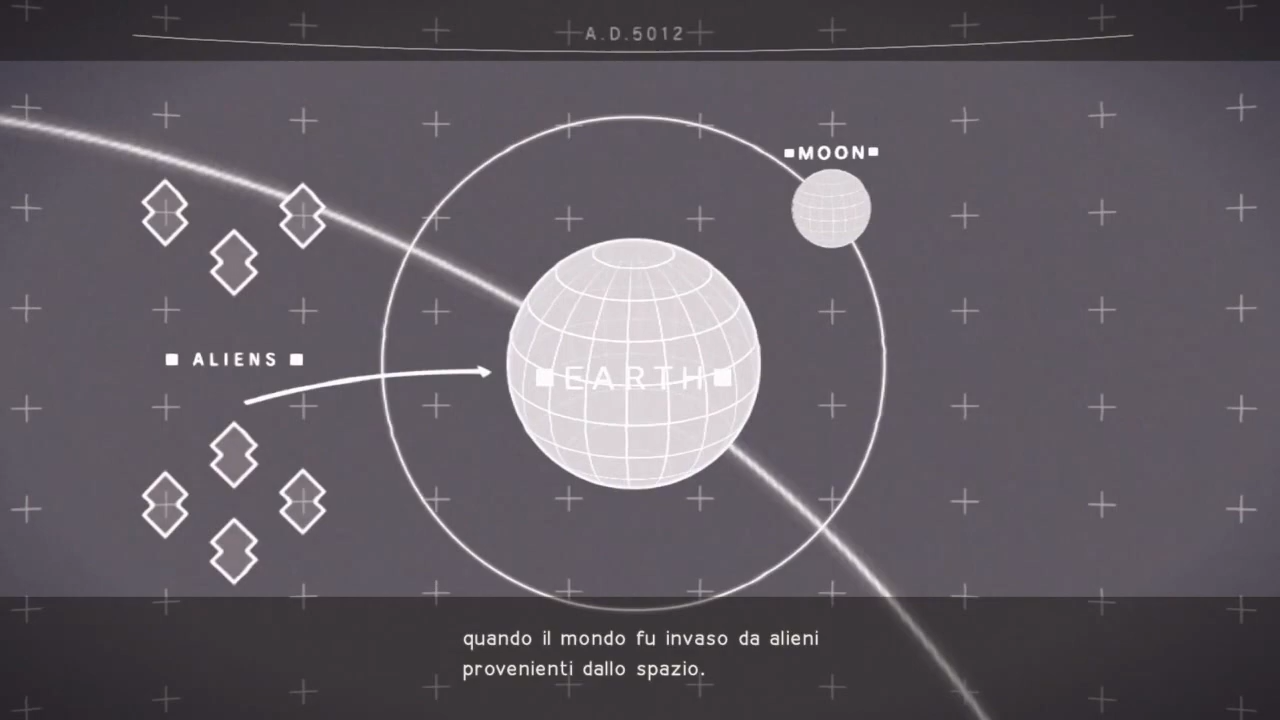 A.D.5012
MOON
ALIENS
EARTH
quando il mondo fu invaso da alieni
provenienti dallo spazio.